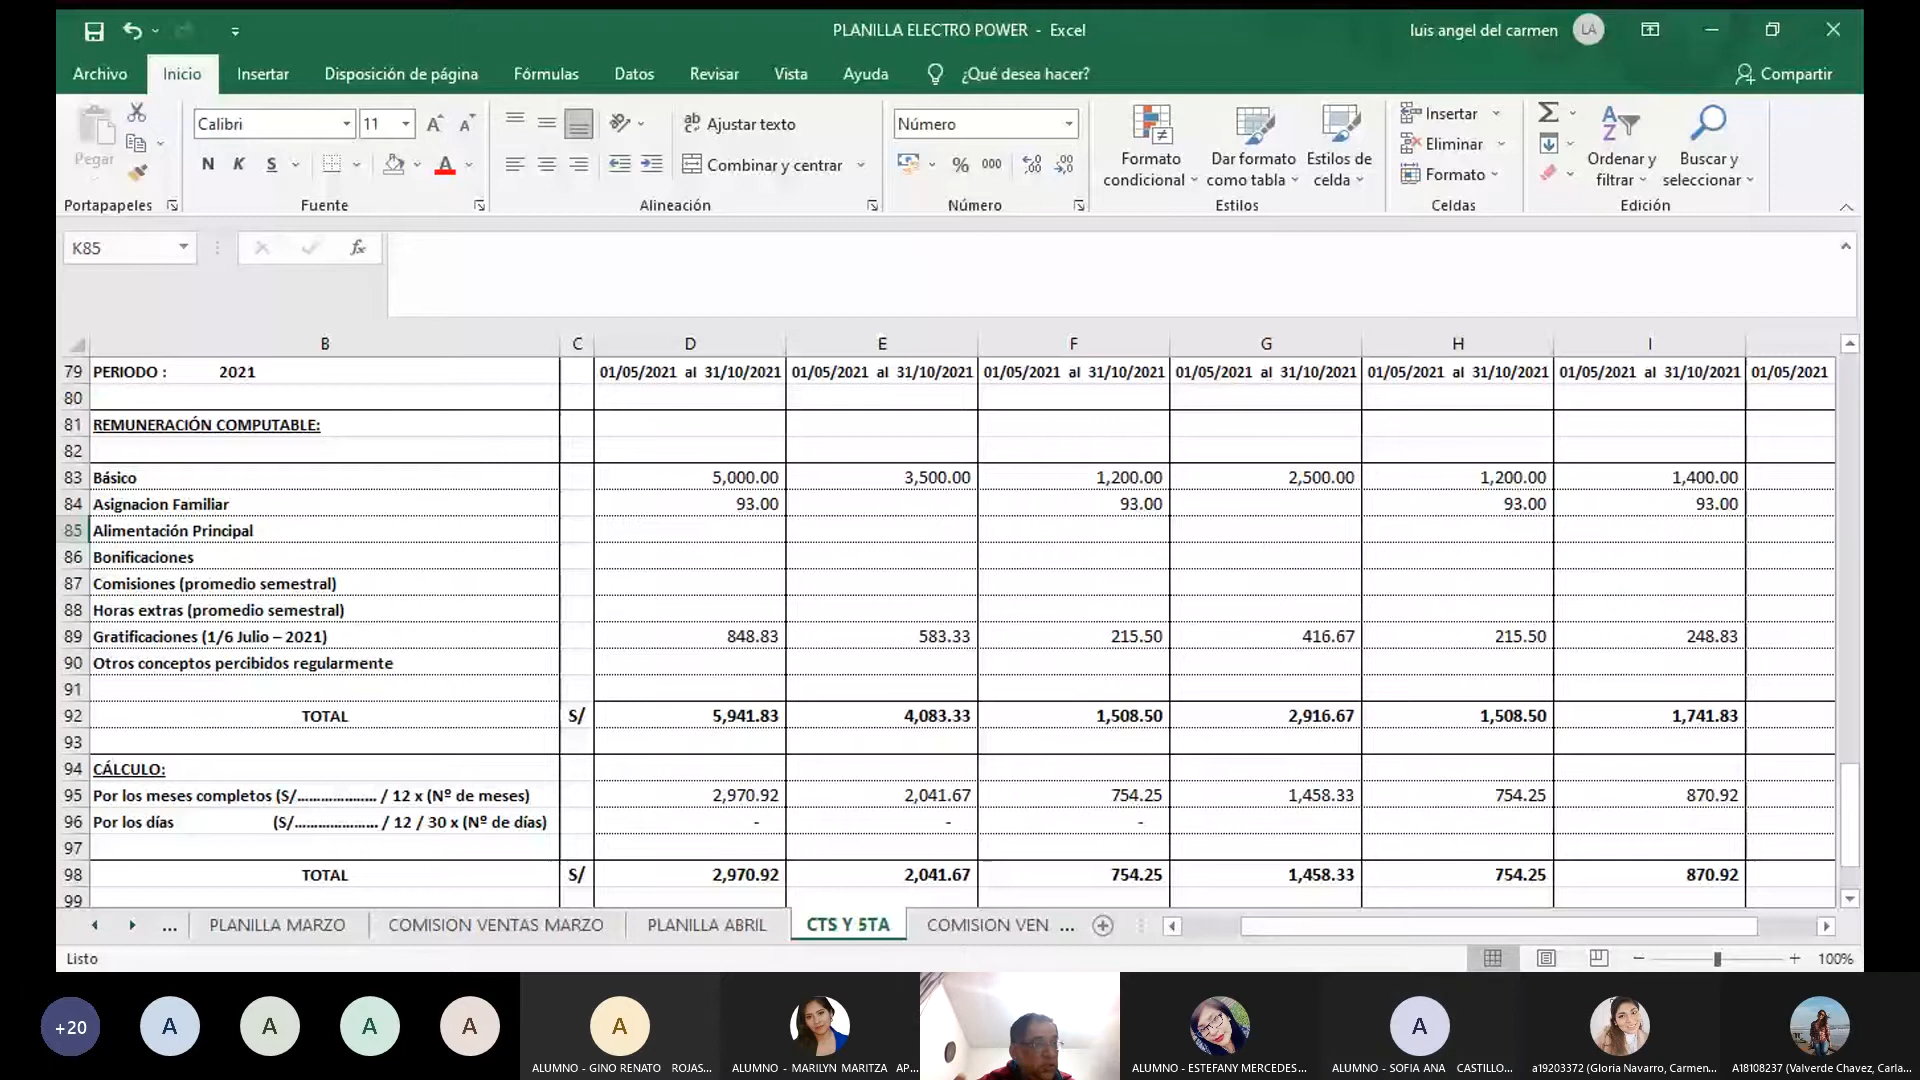 PLANILLA ELECTRO POWER - Excel
luis angel del carmen LA
Archivo Inicio Insertar Disposición de página Fórmulas Datos Revisar Vista Ayuda ¿Qué desea hacer? Compartir
Pegar
Portapapeles
Calibri 11
N K S A
Fuente
Ajustar texto
Combinar y centrar
Alineación
Número
% 000
Número
Formato condicional
Dar formato como tabla
Estilos de celda
Estilos
Insertar
Eliminar
Formato
Celdas
Ordenar y filtrar
Buscar y seleccionar
Edición
K85 fx
B C D E F G H I
79 PERIODO : 2021 01/05/2021 al 31/10/2021 01/05/2021 al 31/10/2021 01/05/2021 al 31/10/2021 01/05/2021 al 31/10/2021 01/05/2021 al 31/10/2021 01/05/2021 al 31/10/2021 01/05/2021
80
81 REMUNERACIÓN COMPUTABLE:
82
83 Básico 5,000.00 3,500.00 1,200.00 2,500.00 1,200.00 1,400.00
84 Asignacion Familiar 93.00 93.00 93.00 93.00
85 Alimentación Principal
86 Bonificaciones
87 Comisiones (promedio semestral)
88 Horas extras (promedio semestral)
89 Gratificaciones (1/6 Julio – 2021) 848.83 583.33 215.50 416.67 215.50 248.83
90 Otros conceptos percibidos regularmente
91
92 TOTAL S/ 5,941.83 4,083.33 1,508.50 2,916.67 1,508.50 1,741.83
93
94 CÁLCULO:
95 Por los meses completos (S/.................... / 12 x (Nº de meses) 2,970.92 2,041.67 754.25 1,458.33 754.25 870.92
96 Por los días (S/..................... / 12 / 30 x (Nº de días) - - -
97
98 TOTAL S/ 2,970.92 2,041.67 754.25 1,458.33 754.25 870.92
99
... PLANILLA MARZO COMISION VENTAS MARZO PLANILLA ABRIL CTS Y 5TA COMISION VEN ...
Listo 100%
+20 A A A A A A
ALUMNO - GINO RENATO ROJAS...
ALUMNO - MARILYN MARITZA AP...
ALUMNO - ESTEFANY MERCEDES...
ALUMNO - SOFIA ANA CASTILLO...
a19203372 (Gloria Navarro, Carmen...
A18108237 (Valverde Chavez, Carla...